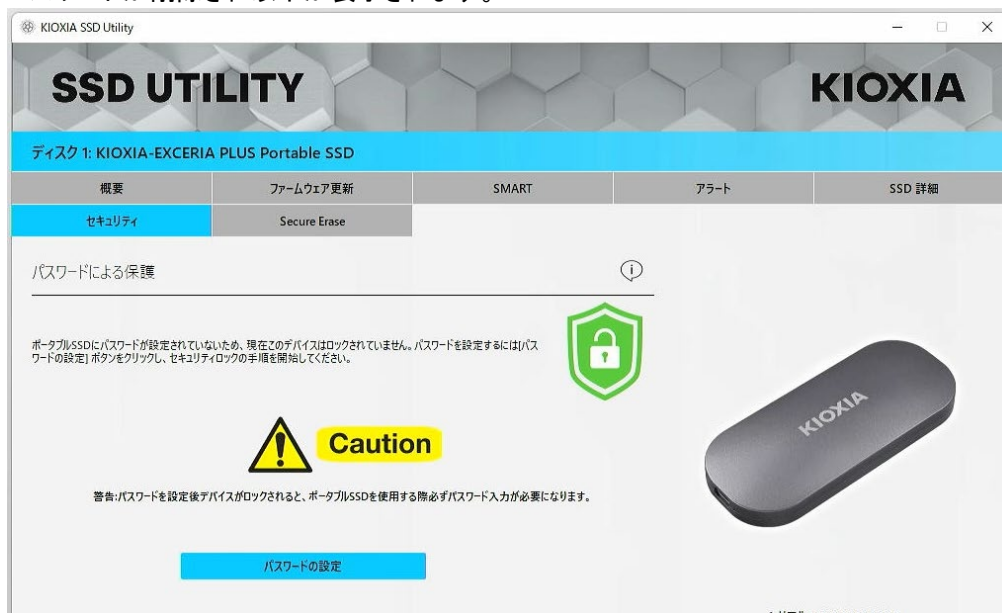 KIOXIA SSD Utility
SSD UTILITY
KIOXIA
ディスク 1: KIOXIA-EXCERIA PLUS Portable SSD
概要
ファームウェア更新
SMART
アラート
SSD 詳細
セキュリティ
Secure Erase
パスワードによる保護
ポータブルSSDにパスワードが設定されていないため、現在このデバイスはロックされていません。パスワードを設定するには[パス
ワードの設定] ボタンをクリックし、セキュリティロックの手順を開始してください。
KIOXIA
Caution
警告:パスワードを設定後デバイスがロックされると、ポータブルSSDを使用する際必ずパスワード入力が必要になります。
パスワードの設定